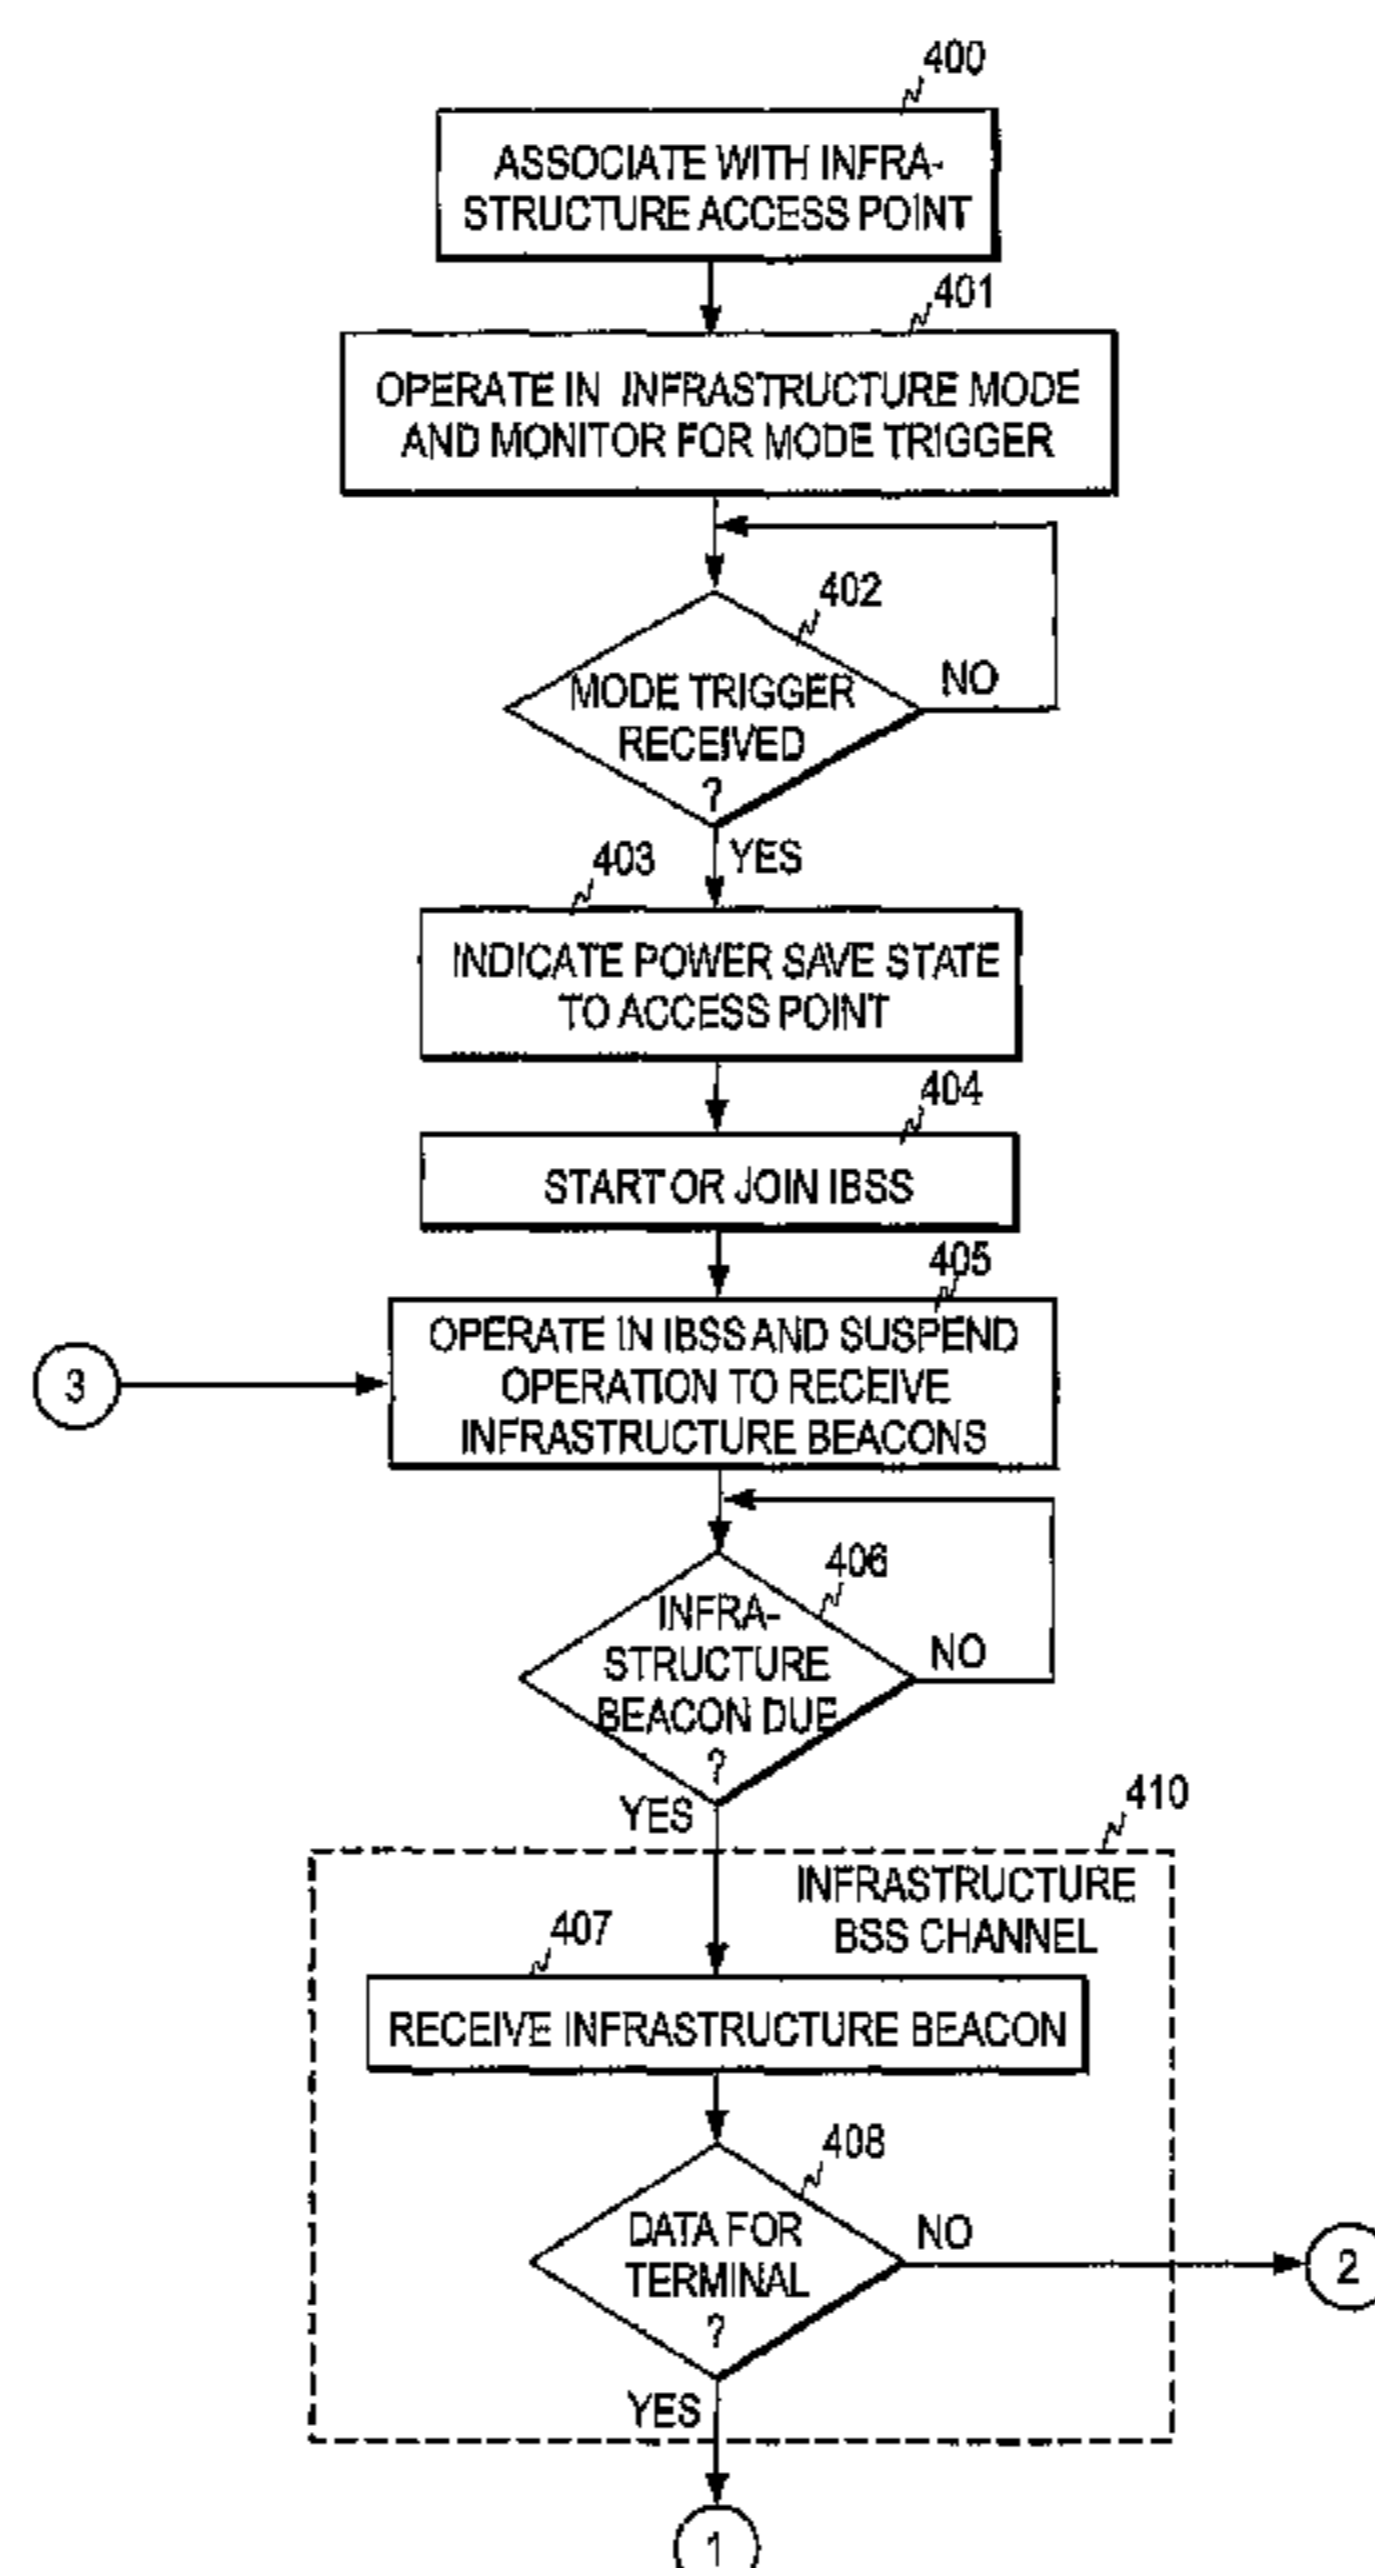 400
ASSOCIATE WITH INFRA-
STRUCTURE ACCESS POINT
401
OPERATE IN INFRASTRUCTURE MODE
AND MONITOR FOR MODE TRIGGER
402
MODE TRIGGER
RECEIVED
?
NO
YES
403
INDICATE POWER SAVE STATE
TO ACCESS POINT
404
START OR JOIN IBSS
405
OPERATE IN IBSS AND SUSPEND
OPERATION TO RECEIVE
INFRASTRUCTURE BEACONS
3
406
INFRA-
STRUCTURE
BEACON DUE
?
NO
YES
410
INFRASTRUCTURE
BSS CHANNEL
407
RECEIVE INFRASTRUCTURE BEACON
408
DATA FOR
TERMINAL
?
NO
2
YES
1